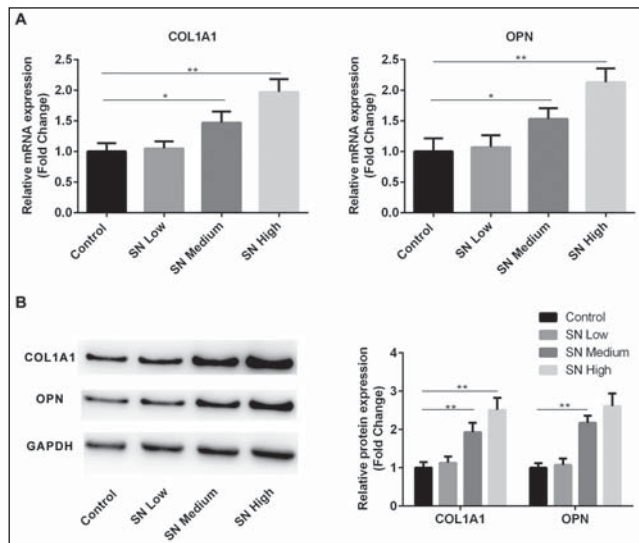 A
COL1A1
Relative mRNA expression
(Fold Change)
2.5
2.0
1.5
1.0
0.5
0.0
**
*
Control
SN Low
SN Medium
SN High
OPN
Relative mRNA expression
(Fold Change)
2.5
2.0
1.5
1.0
0.5
0.0
**
*
Control
SN Low
SN Medium
SN High
B
COL1A1
OPN
GAPDH
Control
SN Low
SN Medium
SN High
Control
SN Low
SN Medium
SN High
Relative protein expression
(Fold Change)
4
3
2
1
0
**
**
**
COL1A1
OPN